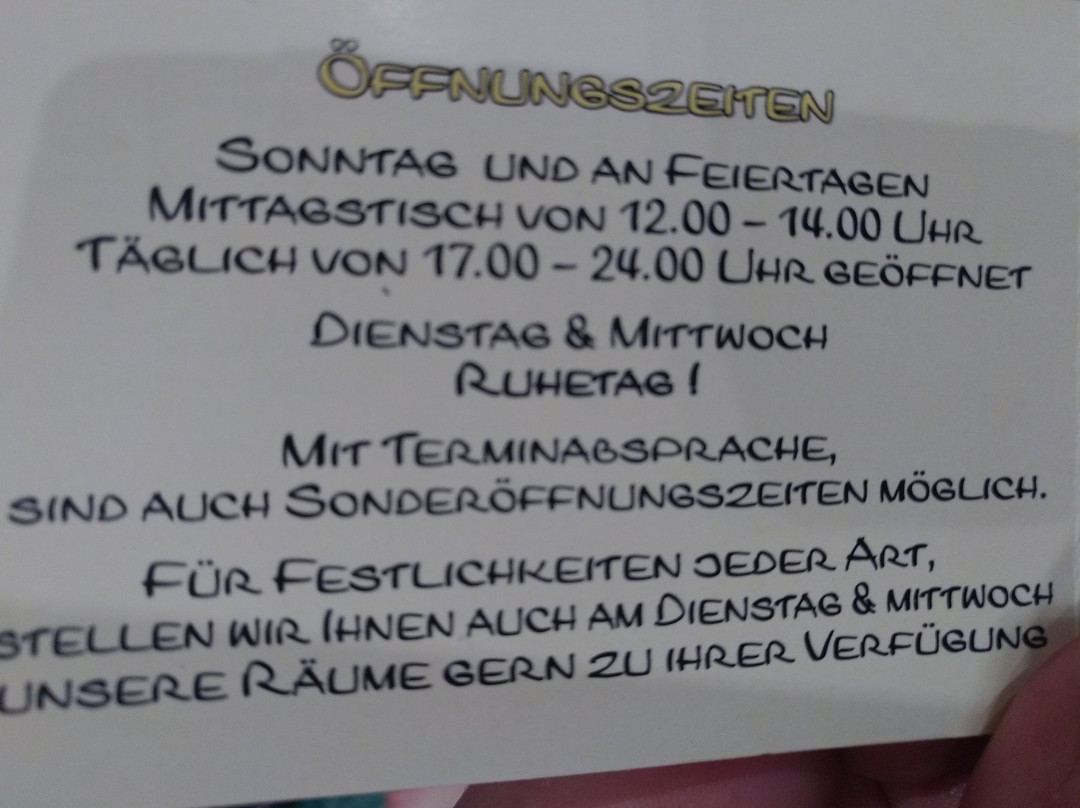 Öffnungszeiten
Sonntag und an Feiertagen
Mittagstisch von 12.00 – 14.00 Uhr
Täglich von 17.00 – 24.00 Uhr geöffnet
Dienstag & Mittwoch
Ruhetag !
Mit Terminabsprache,
sind auch Sonderöffnungszeiten möglich.
Für Festlichkeiten jeder Art,
stellen wir Ihnen auch am Dienstag & Mittwoch
unsere Räume gern zu ihrer Verfügung